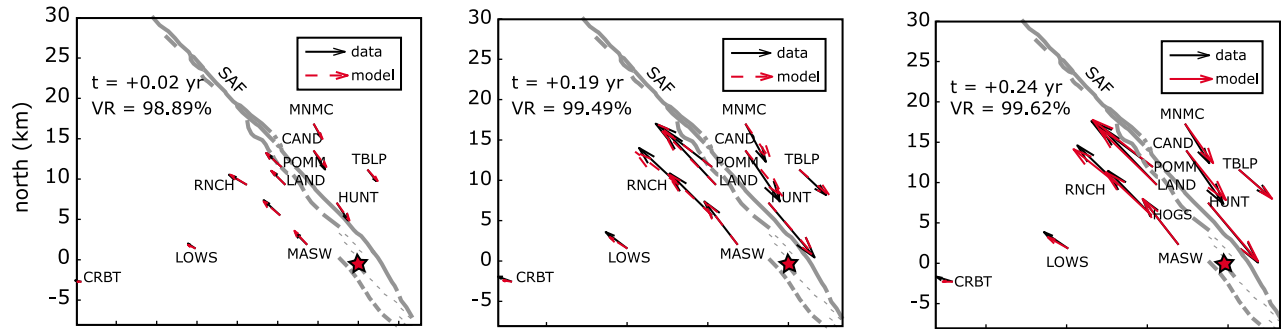 north (km)
30
25
20
15
10
5
0
−5
SAF
data
model
t = +0.02 yr
VR = 98.89%
MNMC
CAND
POMM
TBLP
RNCH
LAND
HUNT
LOWS
MASW
CRBT
30
25
20
15
10
5
0
−5
SAF
data
model
t = +0.19 yr
VR = 99.49%
MNMC
CAND
POMM
TBLP
RNCH
LAND
HUNT
LOWS
MASW
CRBT
30
25
20
15
10
5
0
−5
SAF
data
model
t = +0.24 yr
VR = 99.62%
MNMC
CAND
TBLP
POMM
RNCH
LAND
HUNT
HOGS
LOWS
MASW
CRBT